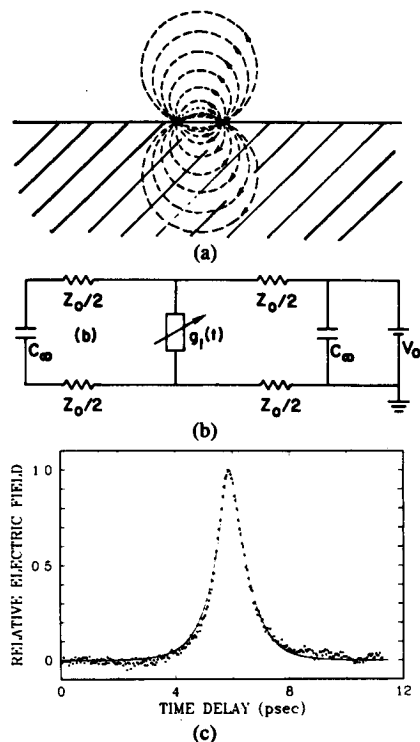 (a)
Z₀/2 Z₀/2
C∞ (b) g₁(t) C∞ V₀
Z₀/2 Z₀/2
(b)
RELATIVE ELECTRIC FIELD
1 0
0 5
0
0 4 8 12
TIME DELAY (psec)
(c)